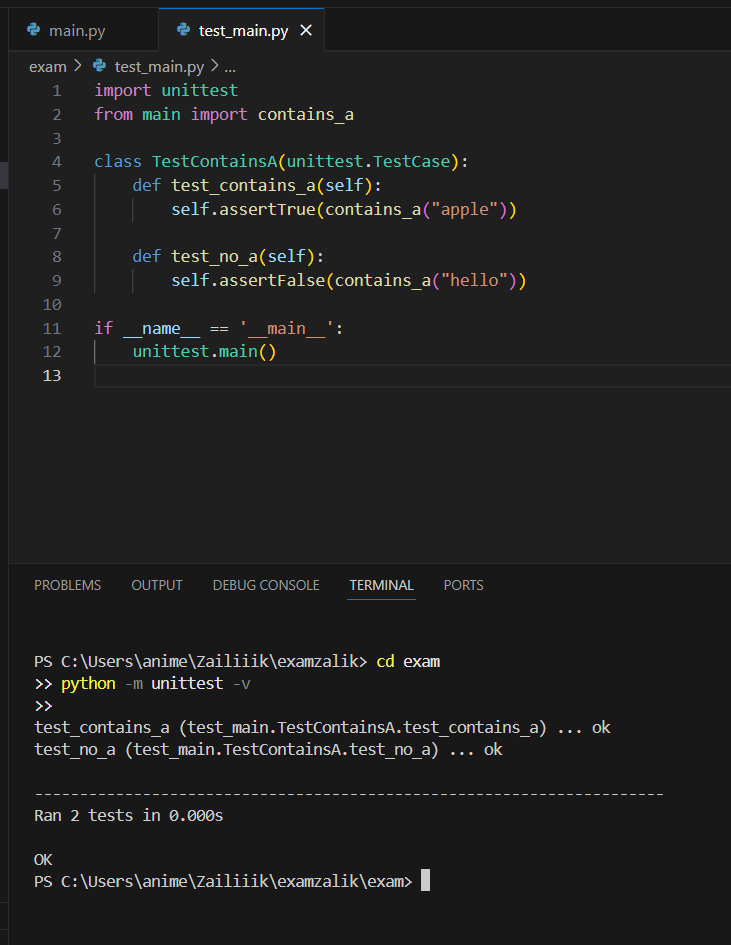 main.py test_main.py ×
exam > test_main.py > ...
1 import unittest
2 from main import contains_a
3
4 class TestContainsA(unittest.TestCase):
5     def test_contains_a(self):
6         self.assertTrue(contains_a("apple"))
7
8     def test_no_a(self):
9         self.assertFalse(contains_a("hello"))
10
11 if __name__ == '__main__':
12     unittest.main()
13
PROBLEMS OUTPUT DEBUG CONSOLE TERMINAL PORTS
PS C:\Users\anime\Zailiiik\examzalik> cd exam
>> python -m unittest -v
>>
test_contains_a (test_main.TestContainsA.test_contains_a) ... ok
test_no_a (test_main.TestContainsA.test_no_a) ... ok
----------------------------------------------------------------------
Ran 2 tests in 0.000s
OK
PS C:\Users\anime\Zailiiik\examzalik\exam>